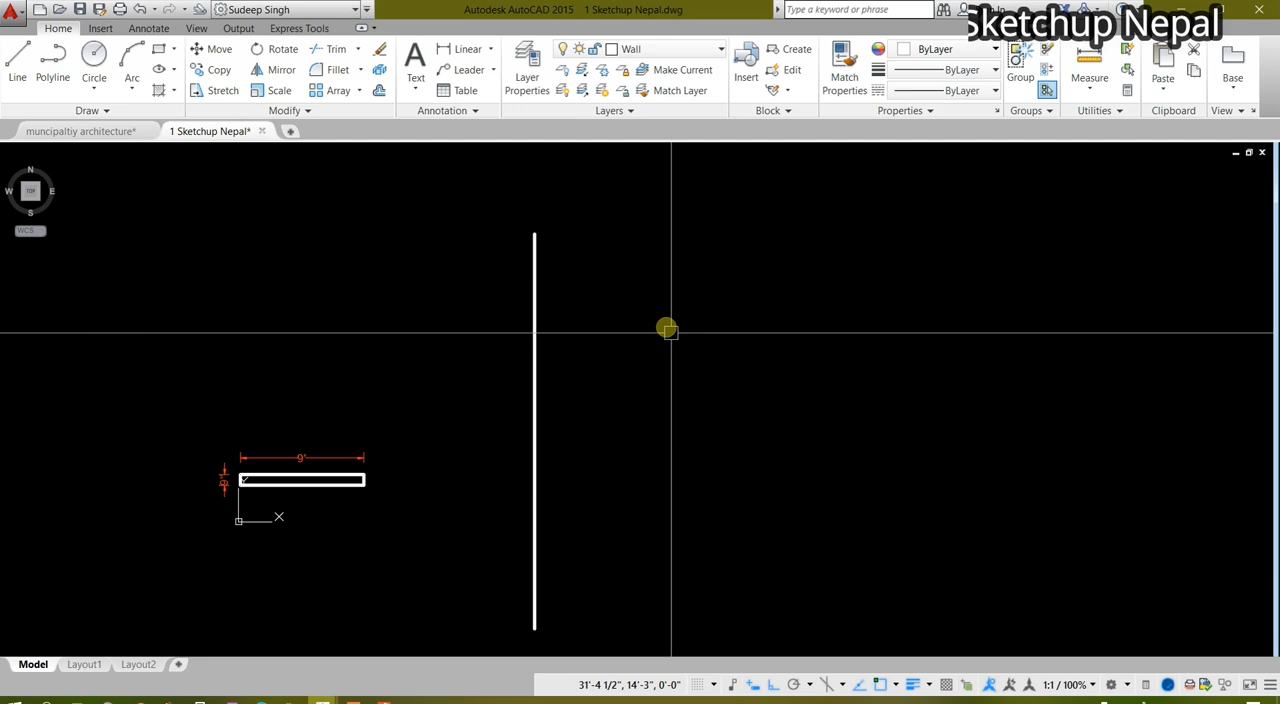 Sudeep Singh
Autodesk AutoCAD 2015 1 Sketchup Nepal.dwg
Type a keyword or phrase
Sketchup Nepal
Home Insert Annotate View Output Express Tools
Line Polyline Circle Arc
Move Rotate Trim
Copy Mirror Fillet
Stretch Scale Array
Text
Linear
Leader
Table
Layer
Properties
Wall
Make Current
Match Layer
Insert
Create
Edit
Match
Properties
ByLayer
ByLayer
ByLayer
Group
Measure
Paste
Base
Draw Modify Annotation Layers Block Properties Groups Utilities Clipboard View
muncipaltiy architecture* 1 Sketchup Nepal*
N
W TOP E
S
WCS
9'
9"
X
Model Layout1 Layout2
31'-4 1/2", 14'-3", 0'-0" 1:1 / 100%